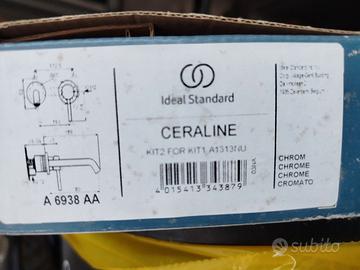 Ideal Standard
CERALINE
KIT2 FOR KIT1 A1313NU
4 015413 343879
A 6938 AA
CHROM
CHROME
CHROME
CROMATO
subito